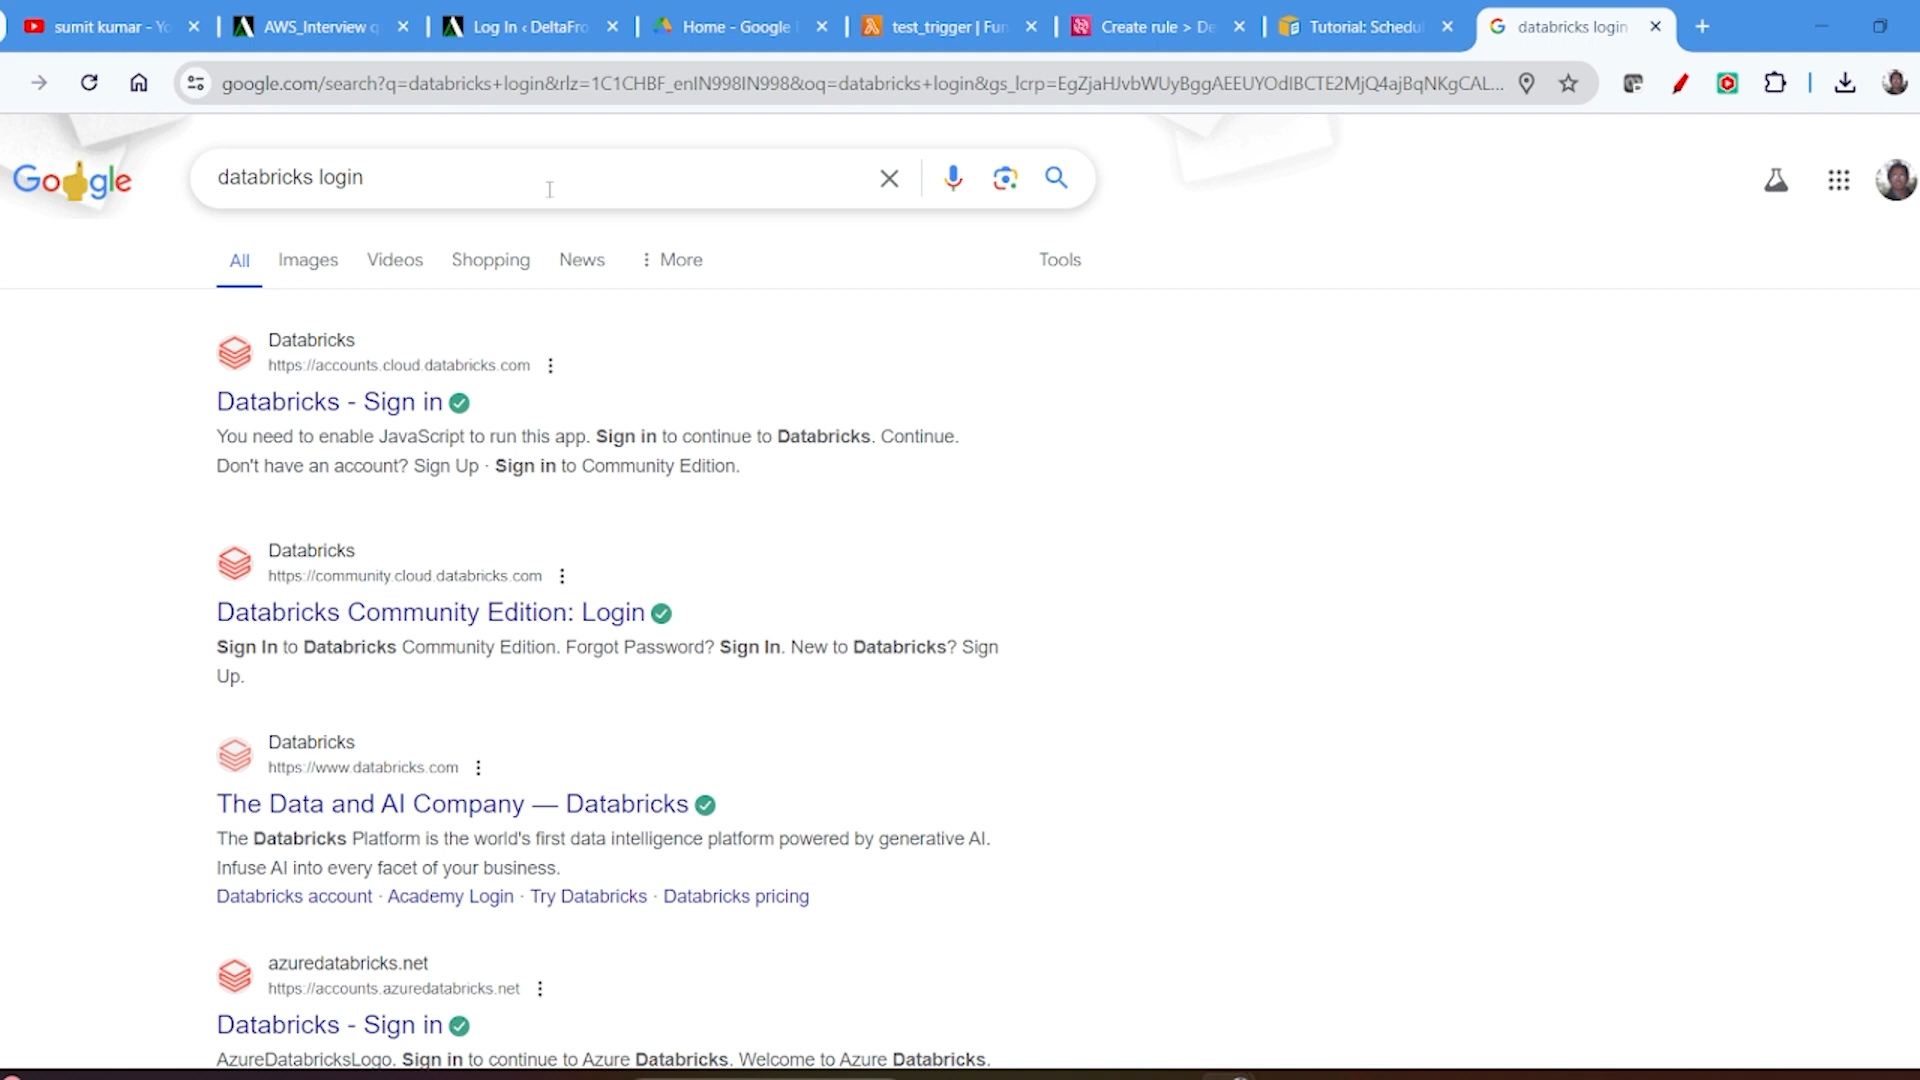 sumit kumar - Yo
AWS_Interview q
Log In ‹ DeltaFro
Home - Google
test_trigger | Fun
Create rule > De
Tutorial: Schedul
databricks login
google.com/search?q=databricks+login&rlz=1C1CHBF_enIN998IN998&oq=databricks+login&gs_lcrp=EgZjaHJvbWUyBggAEEUYOdIBCTE2MjQ4ajBqNKgCAL...
Google
databricks login
All
Images
Videos
Shopping
News
More
Tools
Databricks
https://accounts.cloud.databricks.com
Databricks - Sign in
You need to enable JavaScript to run this app. Sign in to continue to Databricks. Continue.
Don't have an account? Sign Up · Sign in to Community Edition.
Databricks
https://community.cloud.databricks.com
Databricks Community Edition: Login
Sign In to Databricks Community Edition. Forgot Password? Sign In. New to Databricks? Sign
Up.
Databricks
https://www.databricks.com
The Data and AI Company — Databricks
The Databricks Platform is the world's first data intelligence platform powered by generative AI.
Infuse AI into every facet of your business.
Databricks account · Academy Login · Try Databricks · Databricks pricing
azuredatabricks.net
https://accounts.azuredatabricks.net
Databricks - Sign in
AzureDatabricksLogo. Sign in to continue to Azure Databricks. Welcome to Azure Databricks.